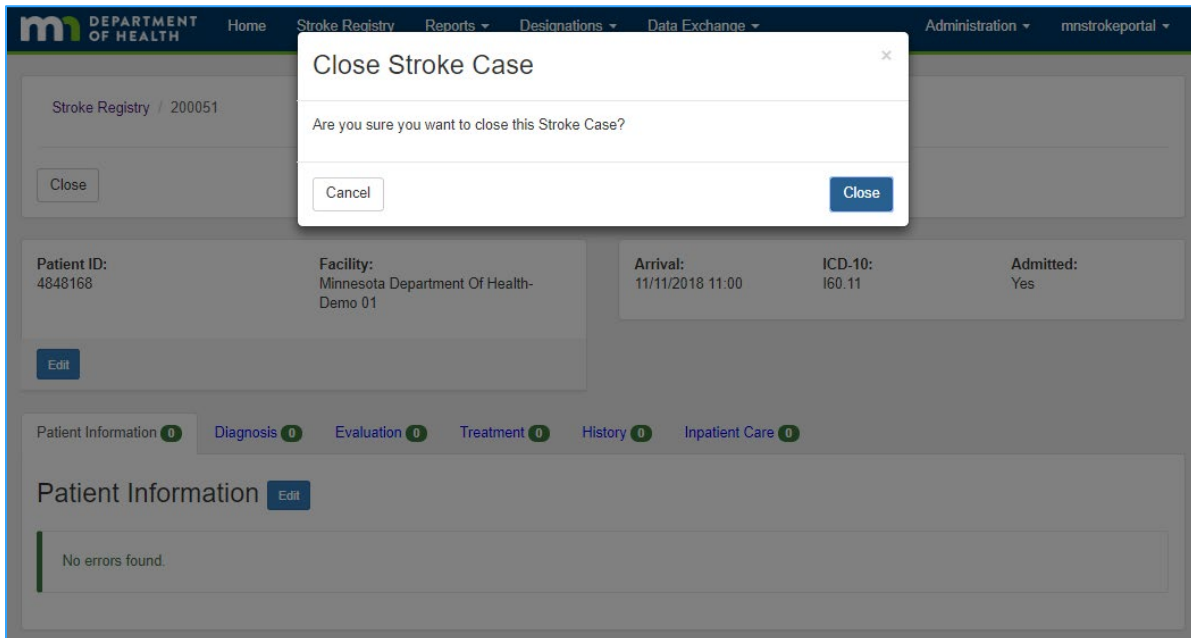 DEPARTMENT
OF HEALTH
Home Stroke Registry Reports Designations Data Exchange Administration mnstrokeportal
Close Stroke Case ×
Are you sure you want to close this Stroke Case?
Cancel Close
Stroke Registry / 200051
Close
Patient ID: Facility: Arrival: ICD-10: Admitted:
4848168 Minnesota Department Of Health- 11/11/2018 11:00 I60.11 Yes
Demo 01
Edit
Patient Information 0 Diagnosis 0 Evaluation 0 Treatment 0 History 0 Inpatient Care 0
Patient Information Edit
No errors found.